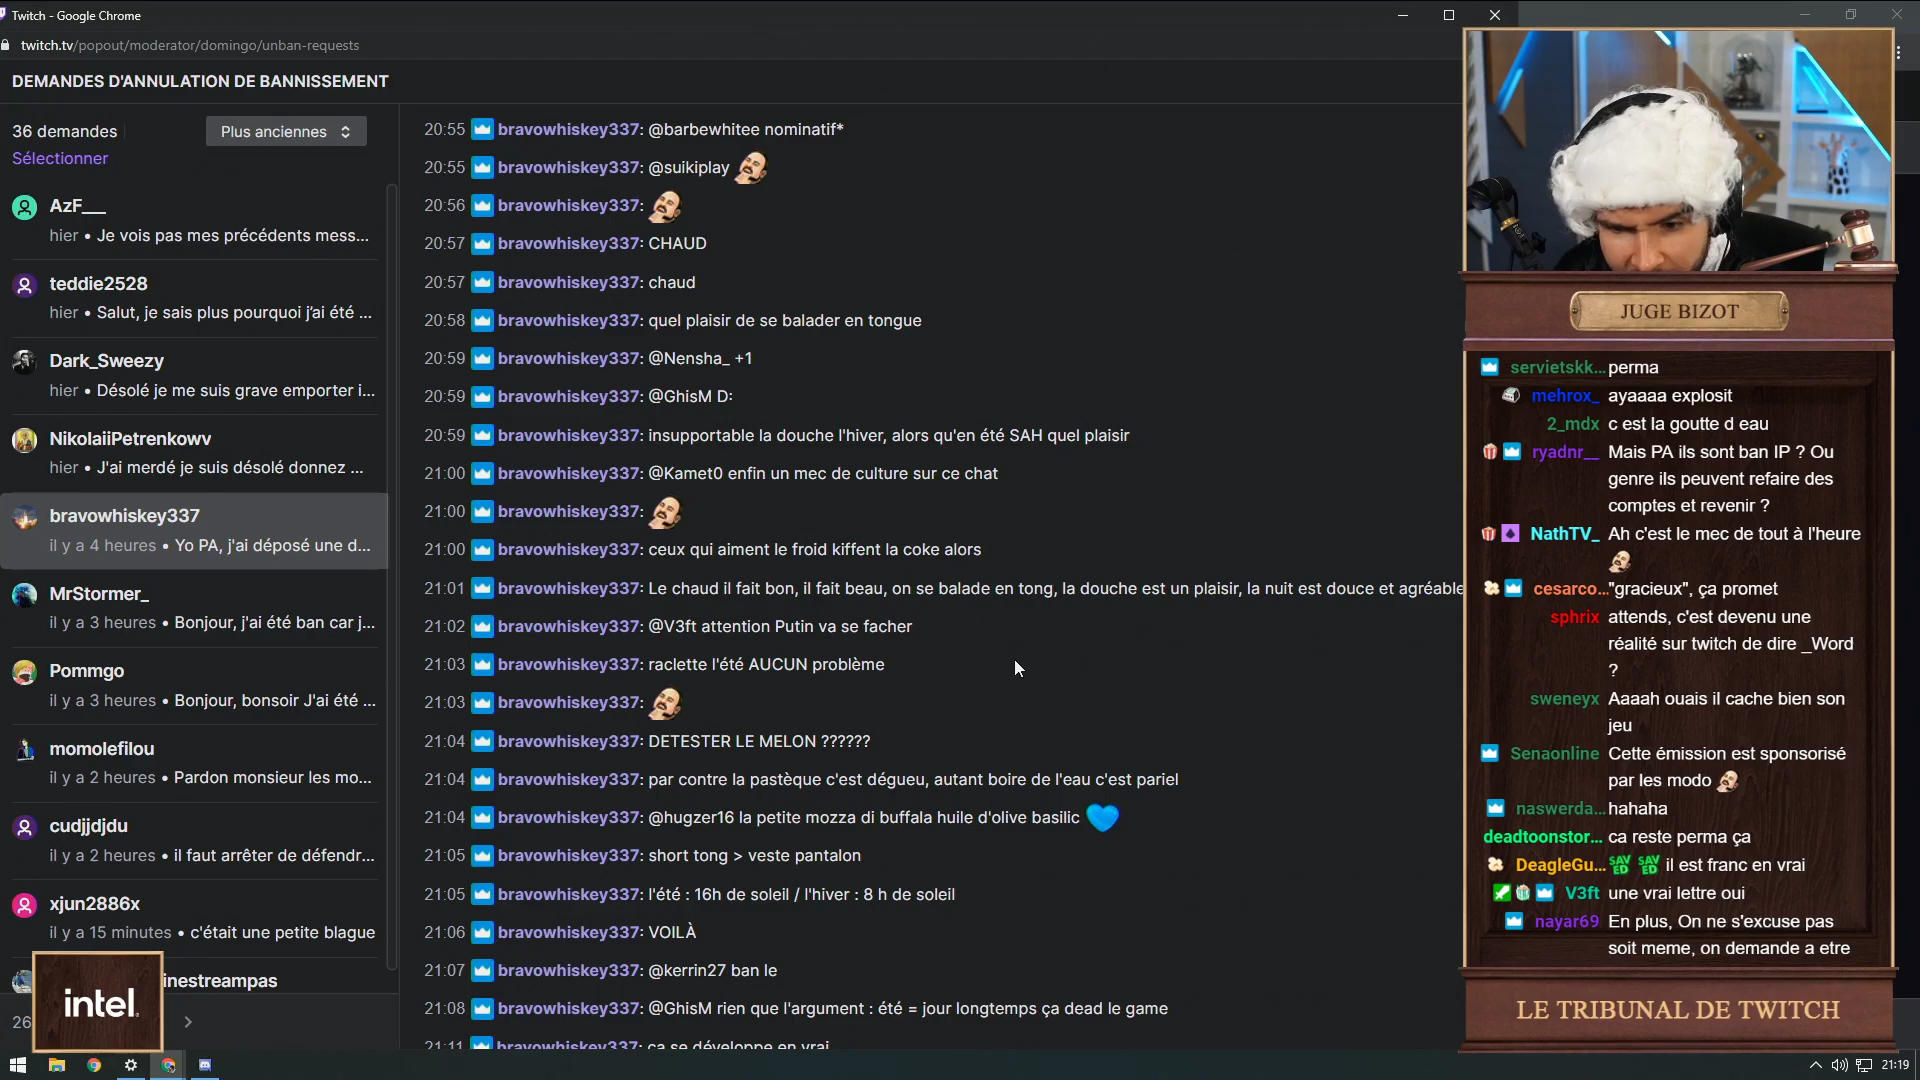 Twitch - Google Chrome
twitch.tv/popout/moderator/domingo/unban-requests
DEMANDES D'ANNULATION DE BANNISSEMENT
36 demandes
Plus anciennes
Sélectionner
AzF___
hier • Je vois pas mes précédents mess...
teddie2528
hier • Salut, je sais plus pourquoi j'ai été ...
Dark_Sweezy
hier • Désolé je me suis grave emporter i...
NikolaiiPetrenkowv
hier • J'ai merdé je suis désolé donnez ...
bravowhiskey337
il y a 4 heures • Yo PA, j'ai déposé une d...
MrStormer_
il y a 3 heures • Bonjour, j'ai été ban car j...
Pommgo
il y a 3 heures • Bonjour, bonsoir J'ai été ...
momolefilou
il y a 2 heures • Pardon monsieur les mo...
cudjjdjdu
il y a 2 heures • il faut arrêter de défendr...
xjun2886x
il y a 15 minutes • c'était une petite blague
inestreampas
26
intel.
20:55 bravowhiskey337: @barbewhitee nominatif*
20:55 bravowhiskey337: @suikiplay
20:56 bravowhiskey337:
20:57 bravowhiskey337: CHAUD
20:57 bravowhiskey337: chaud
20:58 bravowhiskey337: quel plaisir de se balader en tongue
20:59 bravowhiskey337: @Nensha_ +1
20:59 bravowhiskey337: @GhisM D:
20:59 bravowhiskey337: insupportable la douche l'hiver, alors qu'en été SAH quel plaisir
21:00 bravowhiskey337: @Kamet0 enfin un mec de culture sur ce chat
21:00 bravowhiskey337:
21:00 bravowhiskey337: ceux qui aiment le froid kiffent la coke alors
21:01 bravowhiskey337: Le chaud il fait bon, il fait beau, on se balade en tong, la douche est un plaisir, la nuit est douce et agréable
21:02 bravowhiskey337: @V3ft attention Putin va se facher
21:03 bravowhiskey337: raclette l'été AUCUN problème
21:03 bravowhiskey337:
21:04 bravowhiskey337: DETESTER LE MELON ??????
21:04 bravowhiskey337: par contre la pastèque c'est dégueu, autant boire de l'eau c'est pariel
21:04 bravowhiskey337: @hugzer16 la petite mozza di buffala huile d'olive basilic
21:05 bravowhiskey337: short tong > veste pantalon
21:05 bravowhiskey337: l'été : 16h de soleil / l'hiver : 8 h de soleil
21:06 bravowhiskey337: VOILÀ
21:07 bravowhiskey337: @kerrin27 ban le
21:08 bravowhiskey337: @GhisM rien que l'argument : été = jour longtemps ça dead le game
21:11 bravowhiskey337: ça se développe en vrai
JUGE BIZOT
servietskk... perma
mehrox_ ayaaaa explosit
2_mdx c est la goutte d eau
ryadnr__ Mais PA ils sont ban IP ? Ou
genre ils peuvent refaire des
comptes et revenir ?
NathTV_ Ah c'est le mec de tout à l'heure
cesarco... "gracieux", ça promet
sphrix attends, c'est devenu une
réalité sur twitch de dire _Word
?
sweneyx Aaaah ouais il cache bien son
jeu
Senaonline Cette émission est sponsorisé
par les modo
naswerda... hahaha
deadtoonstor... ca reste perma ça
DeagleGu... SAVED SAVED il est franc en vrai
V3ft une vrai lettre oui
nayar69 En plus, On ne s'excuse pas
soit meme, on demande a etre
LE TRIBUNAL DE TWITCH
21:19